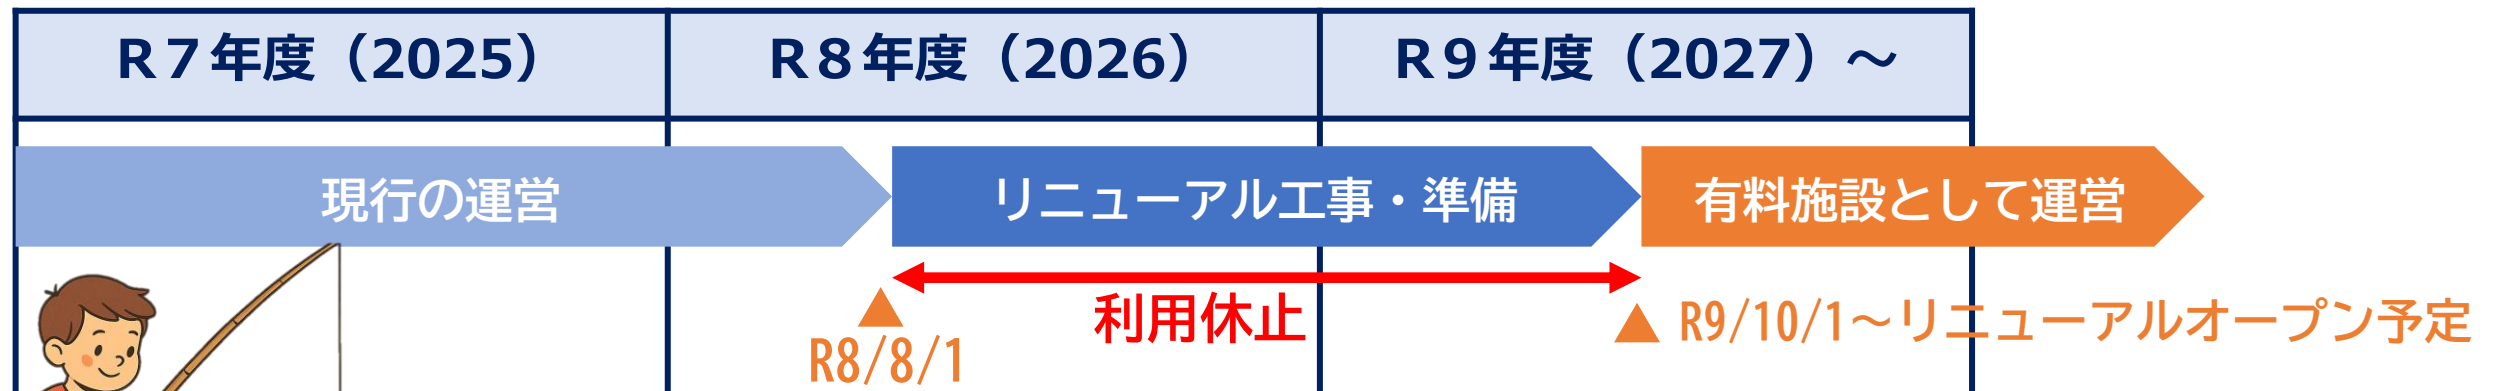 R7年度(2025) R8年度(2026) R9年度(2027)~
現行の運営 リニューアル工事・準備 有料施設としての運営
利用休止
R8/8/1
R9/10/1~リニューアルオープン予定